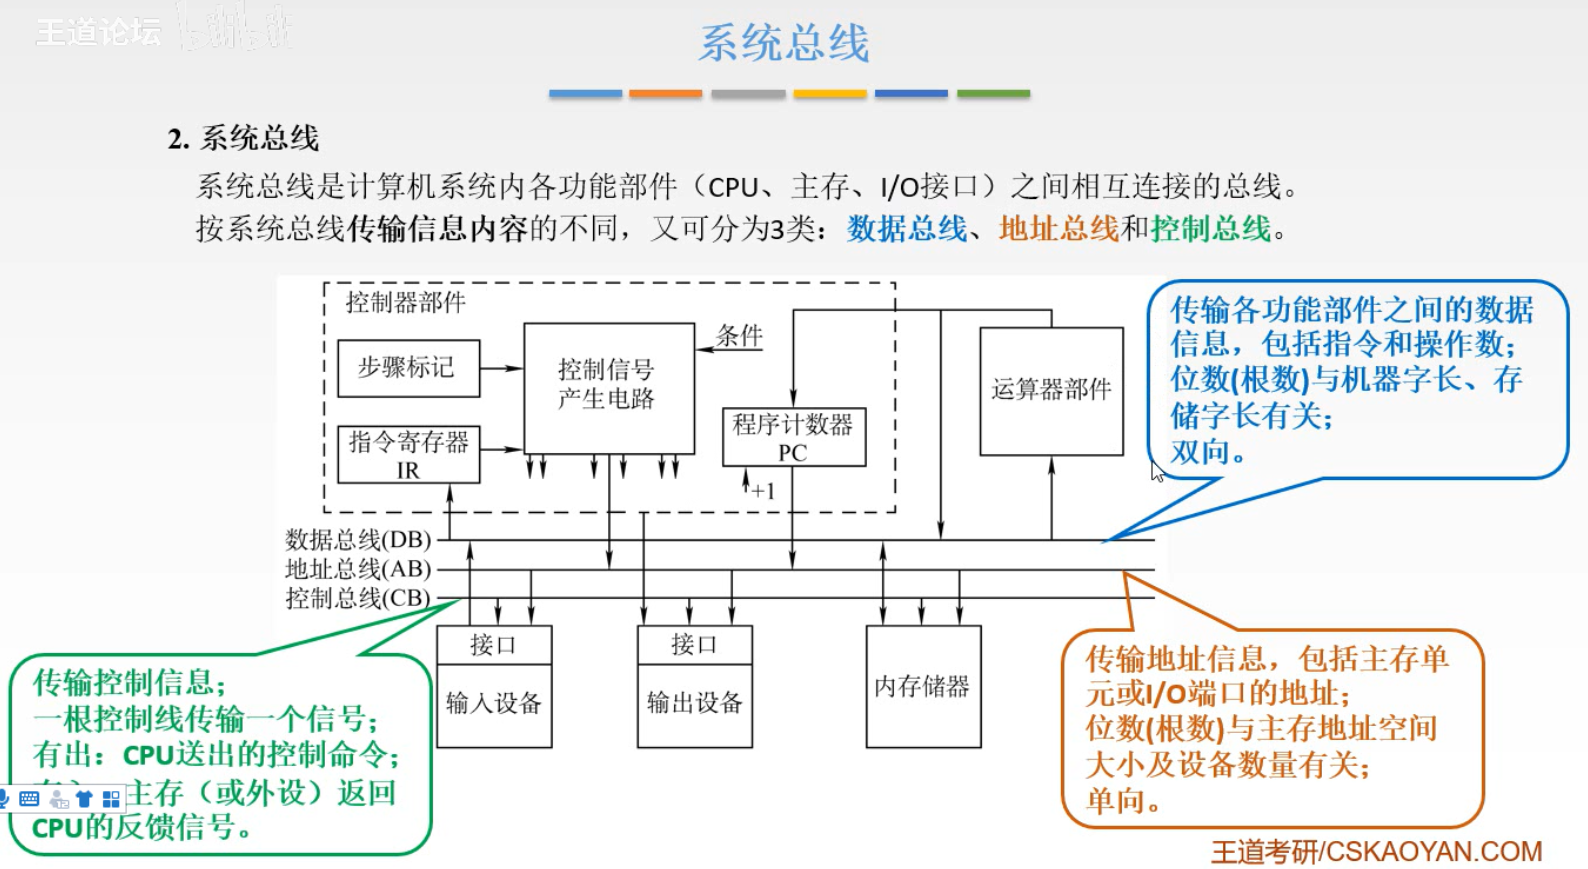 王道论坛
系统总线
2. 系统总线
系统总线是计算机系统内各功能部件（CPU、主存、I/O接口）之间相互连接的总线。
按系统总线传输信息内容的不同，又可分为3类：数据总线、地址总线和控制总线。
控制器部件
步骤标记
控制信号
产生电路
条件
指令寄存器
IR
程序计数器
PC
+1
运算器部件
传输各功能部件之间的数据
信息，包括指令和操作数；
位数(根数)与机器字长、存
储字长有关；
双向。
数据总线(DB)
地址总线(AB)
控制总线(CB)
接口
输入设备
接口
输出设备
内存储器
传输控制信息；
一根控制线传输一个信号；
有出：CPU送出的控制命令；
主存（或外设）返回
CPU的反馈信号。
传输地址信息，包括主存单
元或I/O端口的地址；
位数(根数)与主存地址空间
大小及设备数量有关；
单向。
王道考研/CSKAOYAN.COM